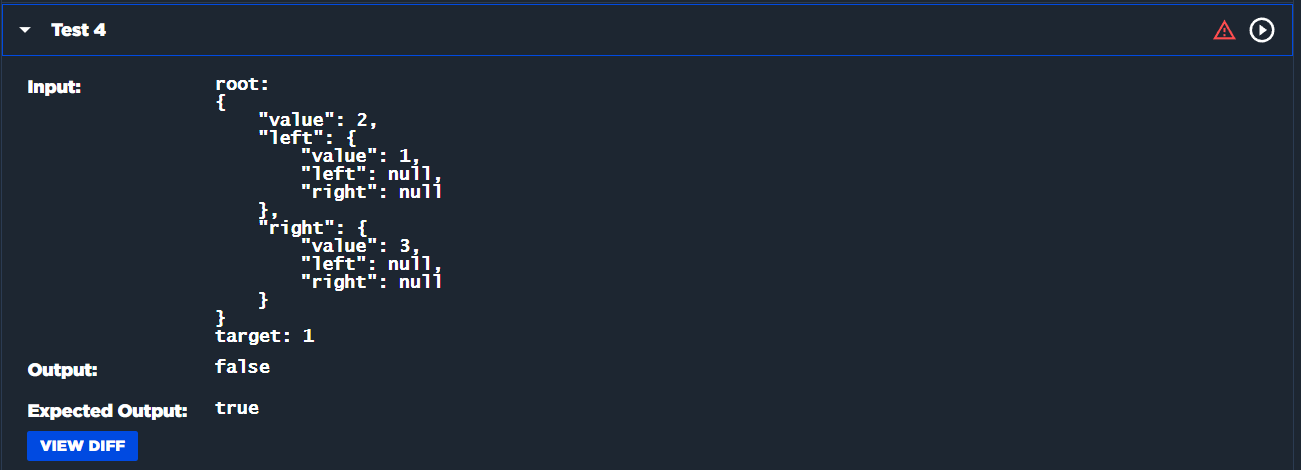 Test 4
Input:
root:
{
    "value": 2,
    "left": {
        "value": 1,
        "left": null,
        "right": null
    },
    "right": {
        "value": 3,
        "left": null,
        "right": null
    }
}
target: 1
Output: false
Expected Output: true
VIEW DIFF